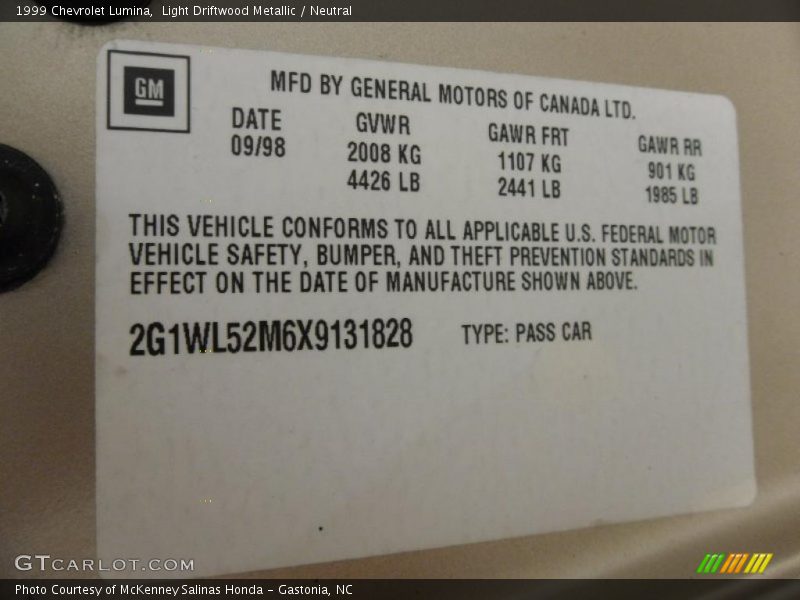 1999 Chevrolet Lumina,  Light Driftwood Metallic / Neutral
GM
MFD BY GENERAL MOTORS OF CANADA LTD.
DATE GVWR GAWR FRT GAWR RR
09/98 2008 KG 1107 KG 901 KG
4426 LB 2441 LB 1985 LB
THIS VEHICLE CONFORMS TO ALL APPLICABLE U.S. FEDERAL MOTOR
VEHICLE SAFETY, BUMPER, AND THEFT PREVENTION STANDARDS IN
EFFECT ON THE DATE OF MANUFACTURE SHOWN ABOVE.
2G1WL52M6X9131828 TYPE: PASS CAR
GTCARLOT.COM
Photo Courtesy of McKenney Salinas Honda - Gastonia, NC